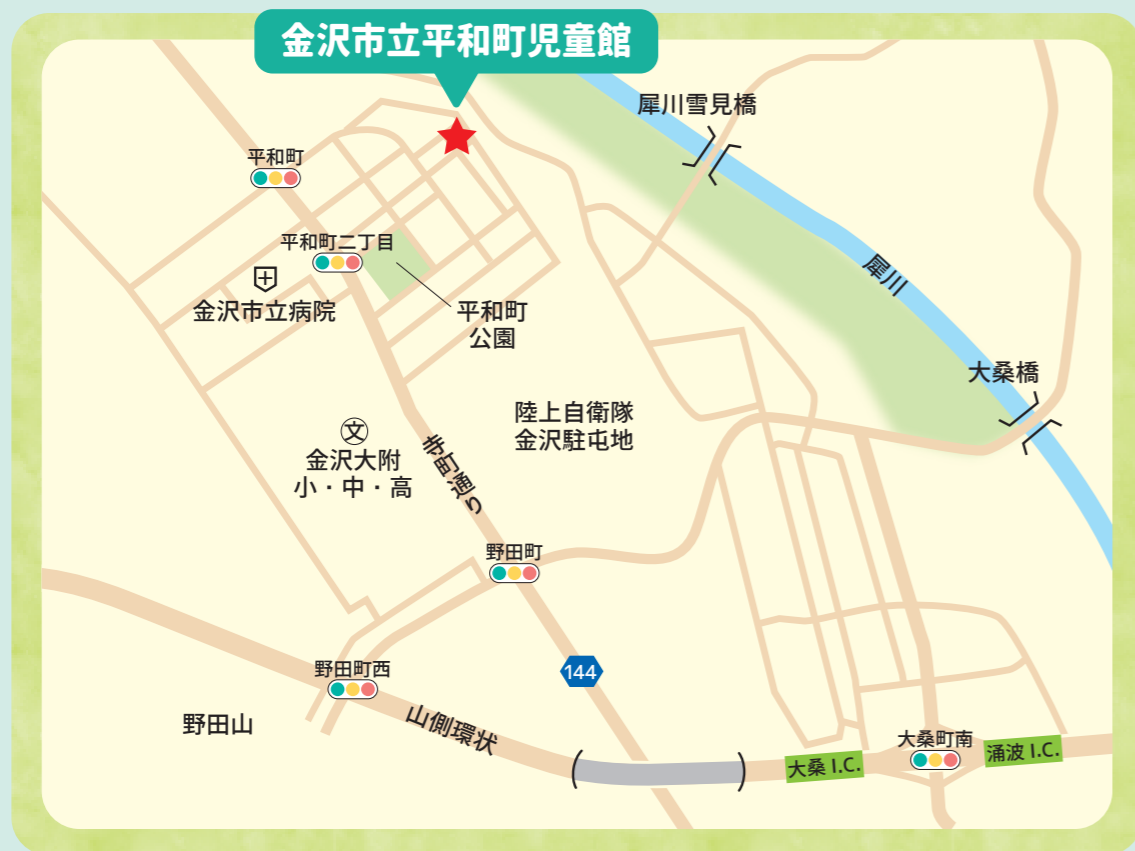 金沢市立平和町児童館
犀川雪見橋
平和町
平和町二丁目
犀川
金沢市立病院
平和町
公園
大桑橋
陸上自衛隊
金沢駐屯地
文
金沢大附
小・中・高
寺町通り
野田町
野田町西
144
野田山
山側環状
大桑町南
涌波 I.C.
大桑 I.C.